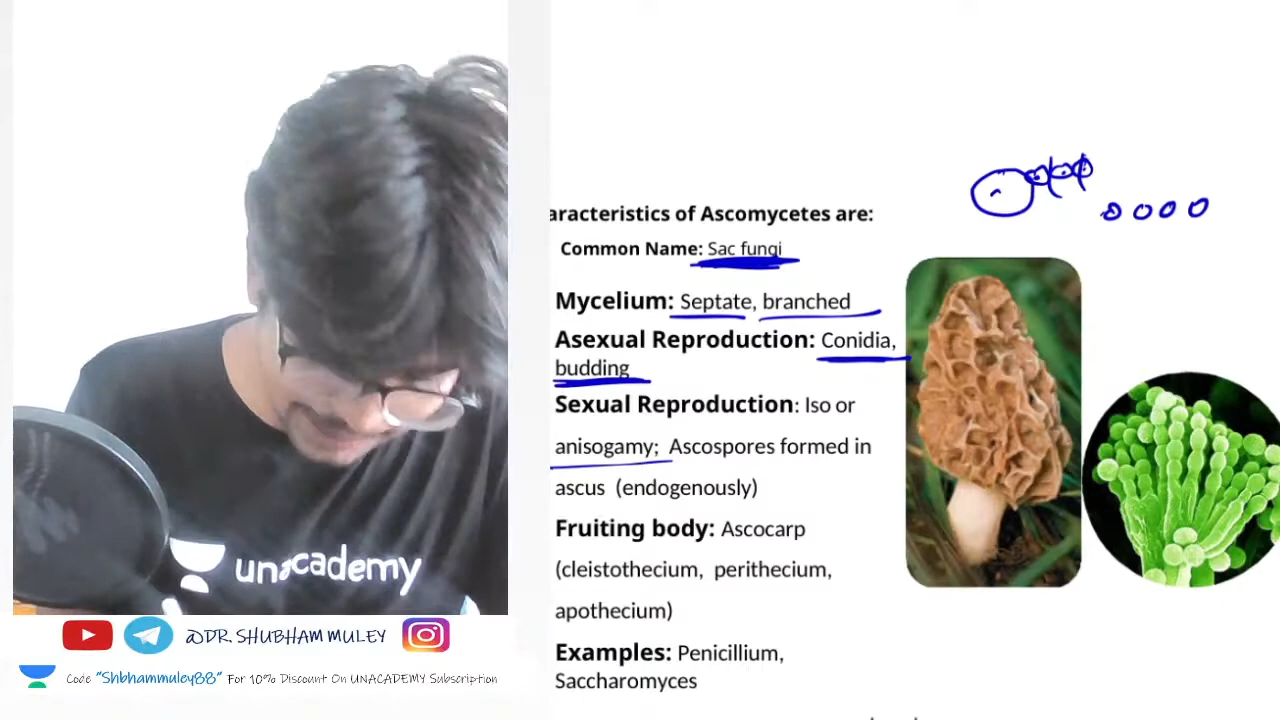 unacademy
@DR. SHUBHAM MULEY
Code "Shbhammuley88" For 10% Discount On UNACADEMY Subscription
aracteristics of Ascomycetes are:
Common Name: Sac fungi
Mycelium: Septate, branched
Asexual Reproduction: Conidia,
budding
Sexual Reproduction: Iso or
anisogamy; Ascospores formed in
ascus (endogenously)
Fruiting body: Ascocarp
(cleistothecium, perithecium,
apothecium)
Examples: Penicillium,
Saccharomyces